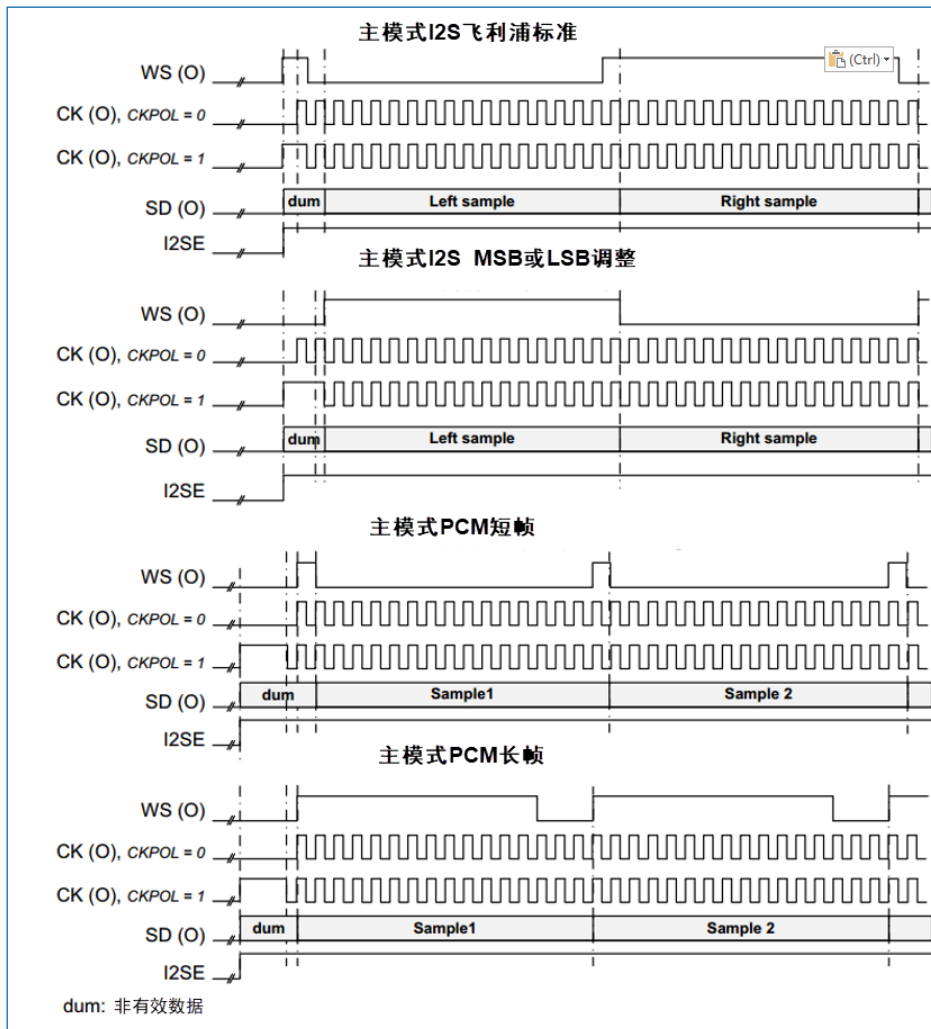 主模式I2S飞利浦标准
(Ctrl)
WS (O)
CK (O), CKPOL = 0
CK (O), CKPOL = 1
SD (O) dum Left sample Right sample
I2SE
主模式I2S MSB或LSB调整
WS (O)
CK (O), CKPOL = 0
CK (O), CKPOL = 1
SD (O) dum Left sample Right sample
I2SE
主模式PCM短帧
WS (O)
CK (O), CKPOL = 0
CK (O), CKPOL = 1
SD (O) dum Sample1 Sample 2
I2SE
主模式PCM长帧
WS (O)
CK (O), CKPOL = 0
CK (O), CKPOL = 1
SD (O) dum Sample1 Sample 2
I2SE
dum: 非有效数据